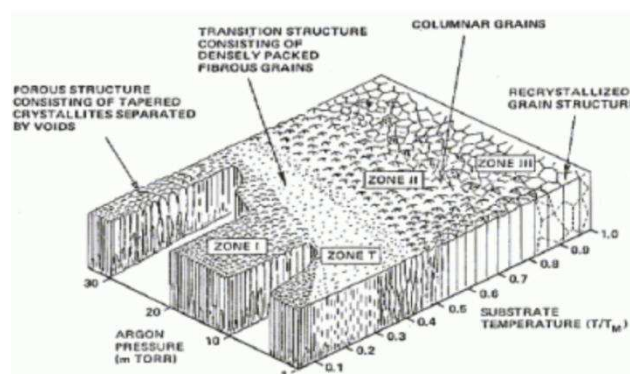 TRANSITION STRUCTURE
CONSISTING OF
DENSELY PACKED
FIBROUS GRAINS
COLUMNAR GRAINS
POROUS STRUCTURE
CONSISTING OF TAPERED
CRYSTALLITES SEPARATED
BY VOIDS
RECRYSTALLIZED
GRAIN STRUCTUR
ZONE III
ZONE II
ZONE I
ZONE T
1.0
0.9
0.8
0.7
0.6
0.5
0.4
0.3
0.2
0.1
30
20
10
1
SUBSTRATE
TEMPERATURE (T/TM)
ARGON
PRESSURE
(m TORR)